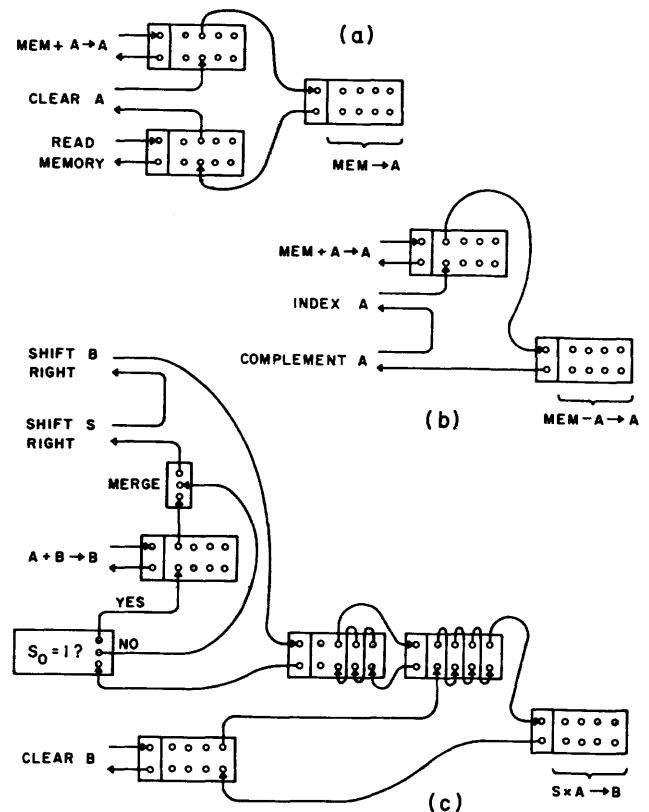 (a)
MEM + A → A
CLEAR A
READ
MEMORY
MEM → A
MEM + A → A
INDEX A
COMPLEMENT A
MEM – A → A
(b)
SHIFT B
RIGHT
SHIFT S
RIGHT
MERGE
A + B → B
YES
NO
S₀ = 1 ?
CLEAR B
S x A → B
(c)